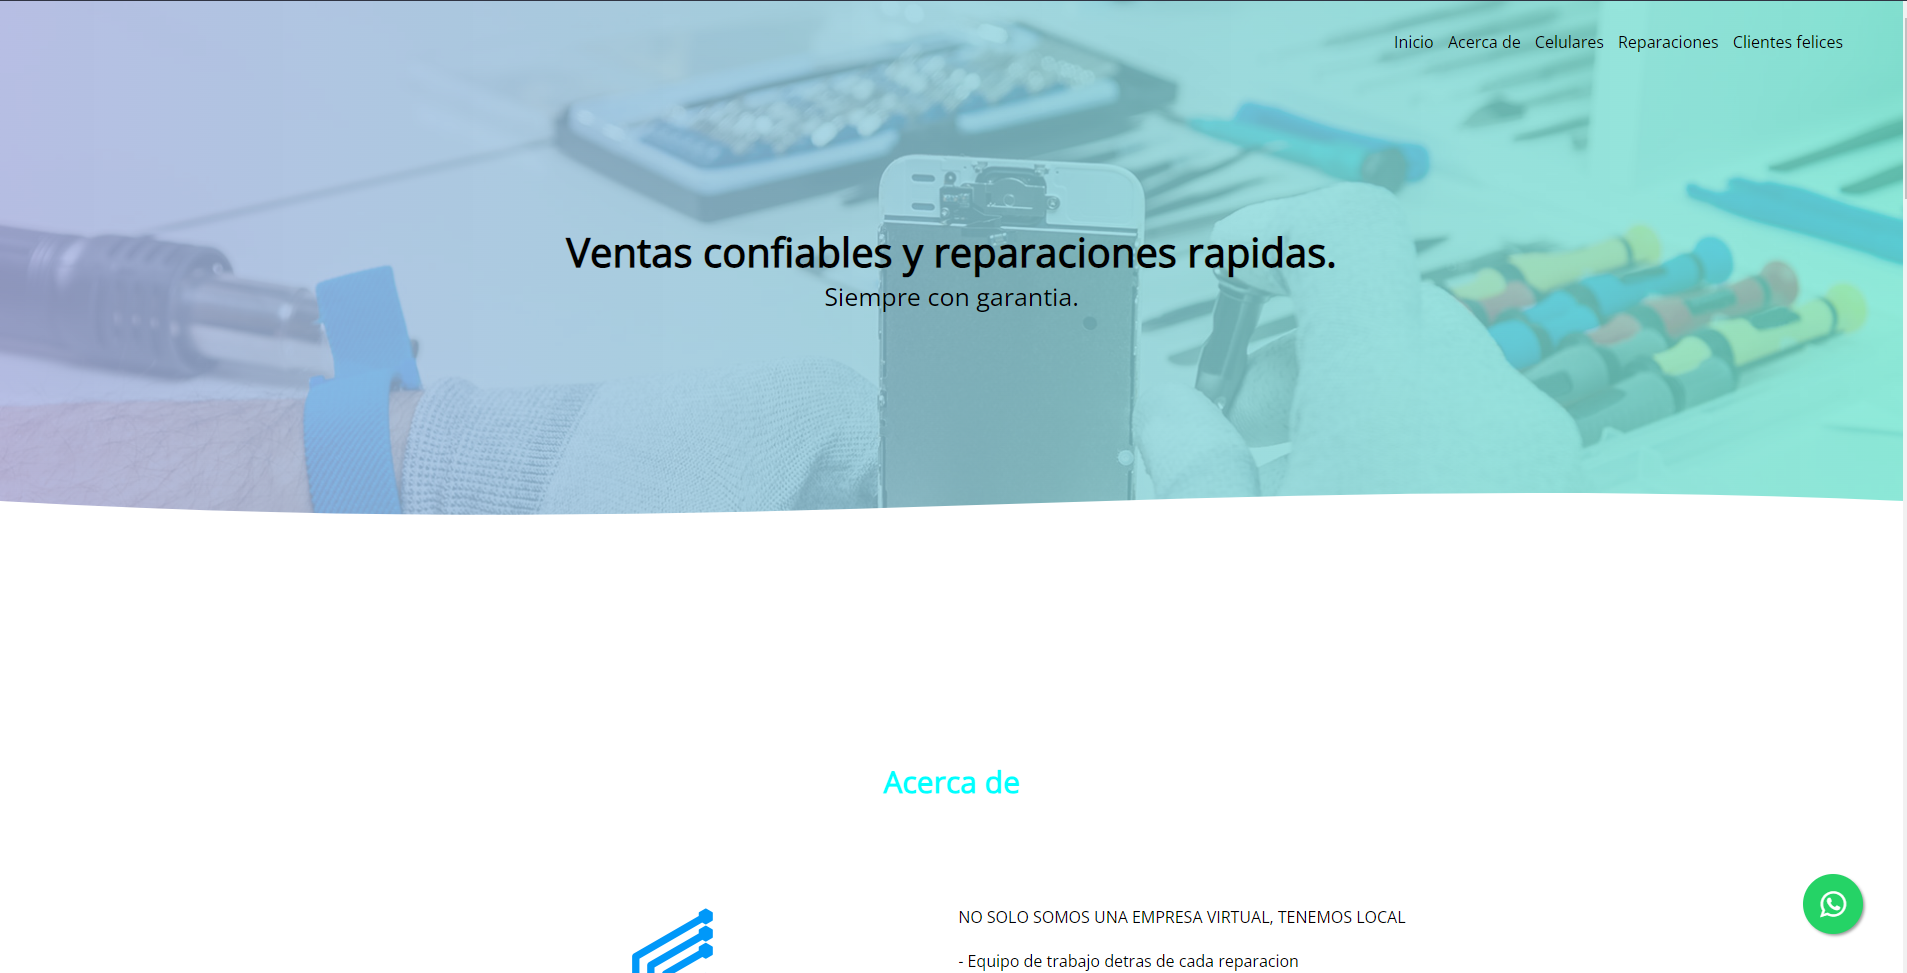 Inicio Acerca de Celulares Reparaciones Clientes felices
Ventas confiables y reparaciones rapidas.
Siempre con garantia.
Acerca de
NO SOLO SOMOS UNA EMPRESA VIRTUAL, TENEMOS LOCAL
- Equipo de trabajo detras de cada reparacion